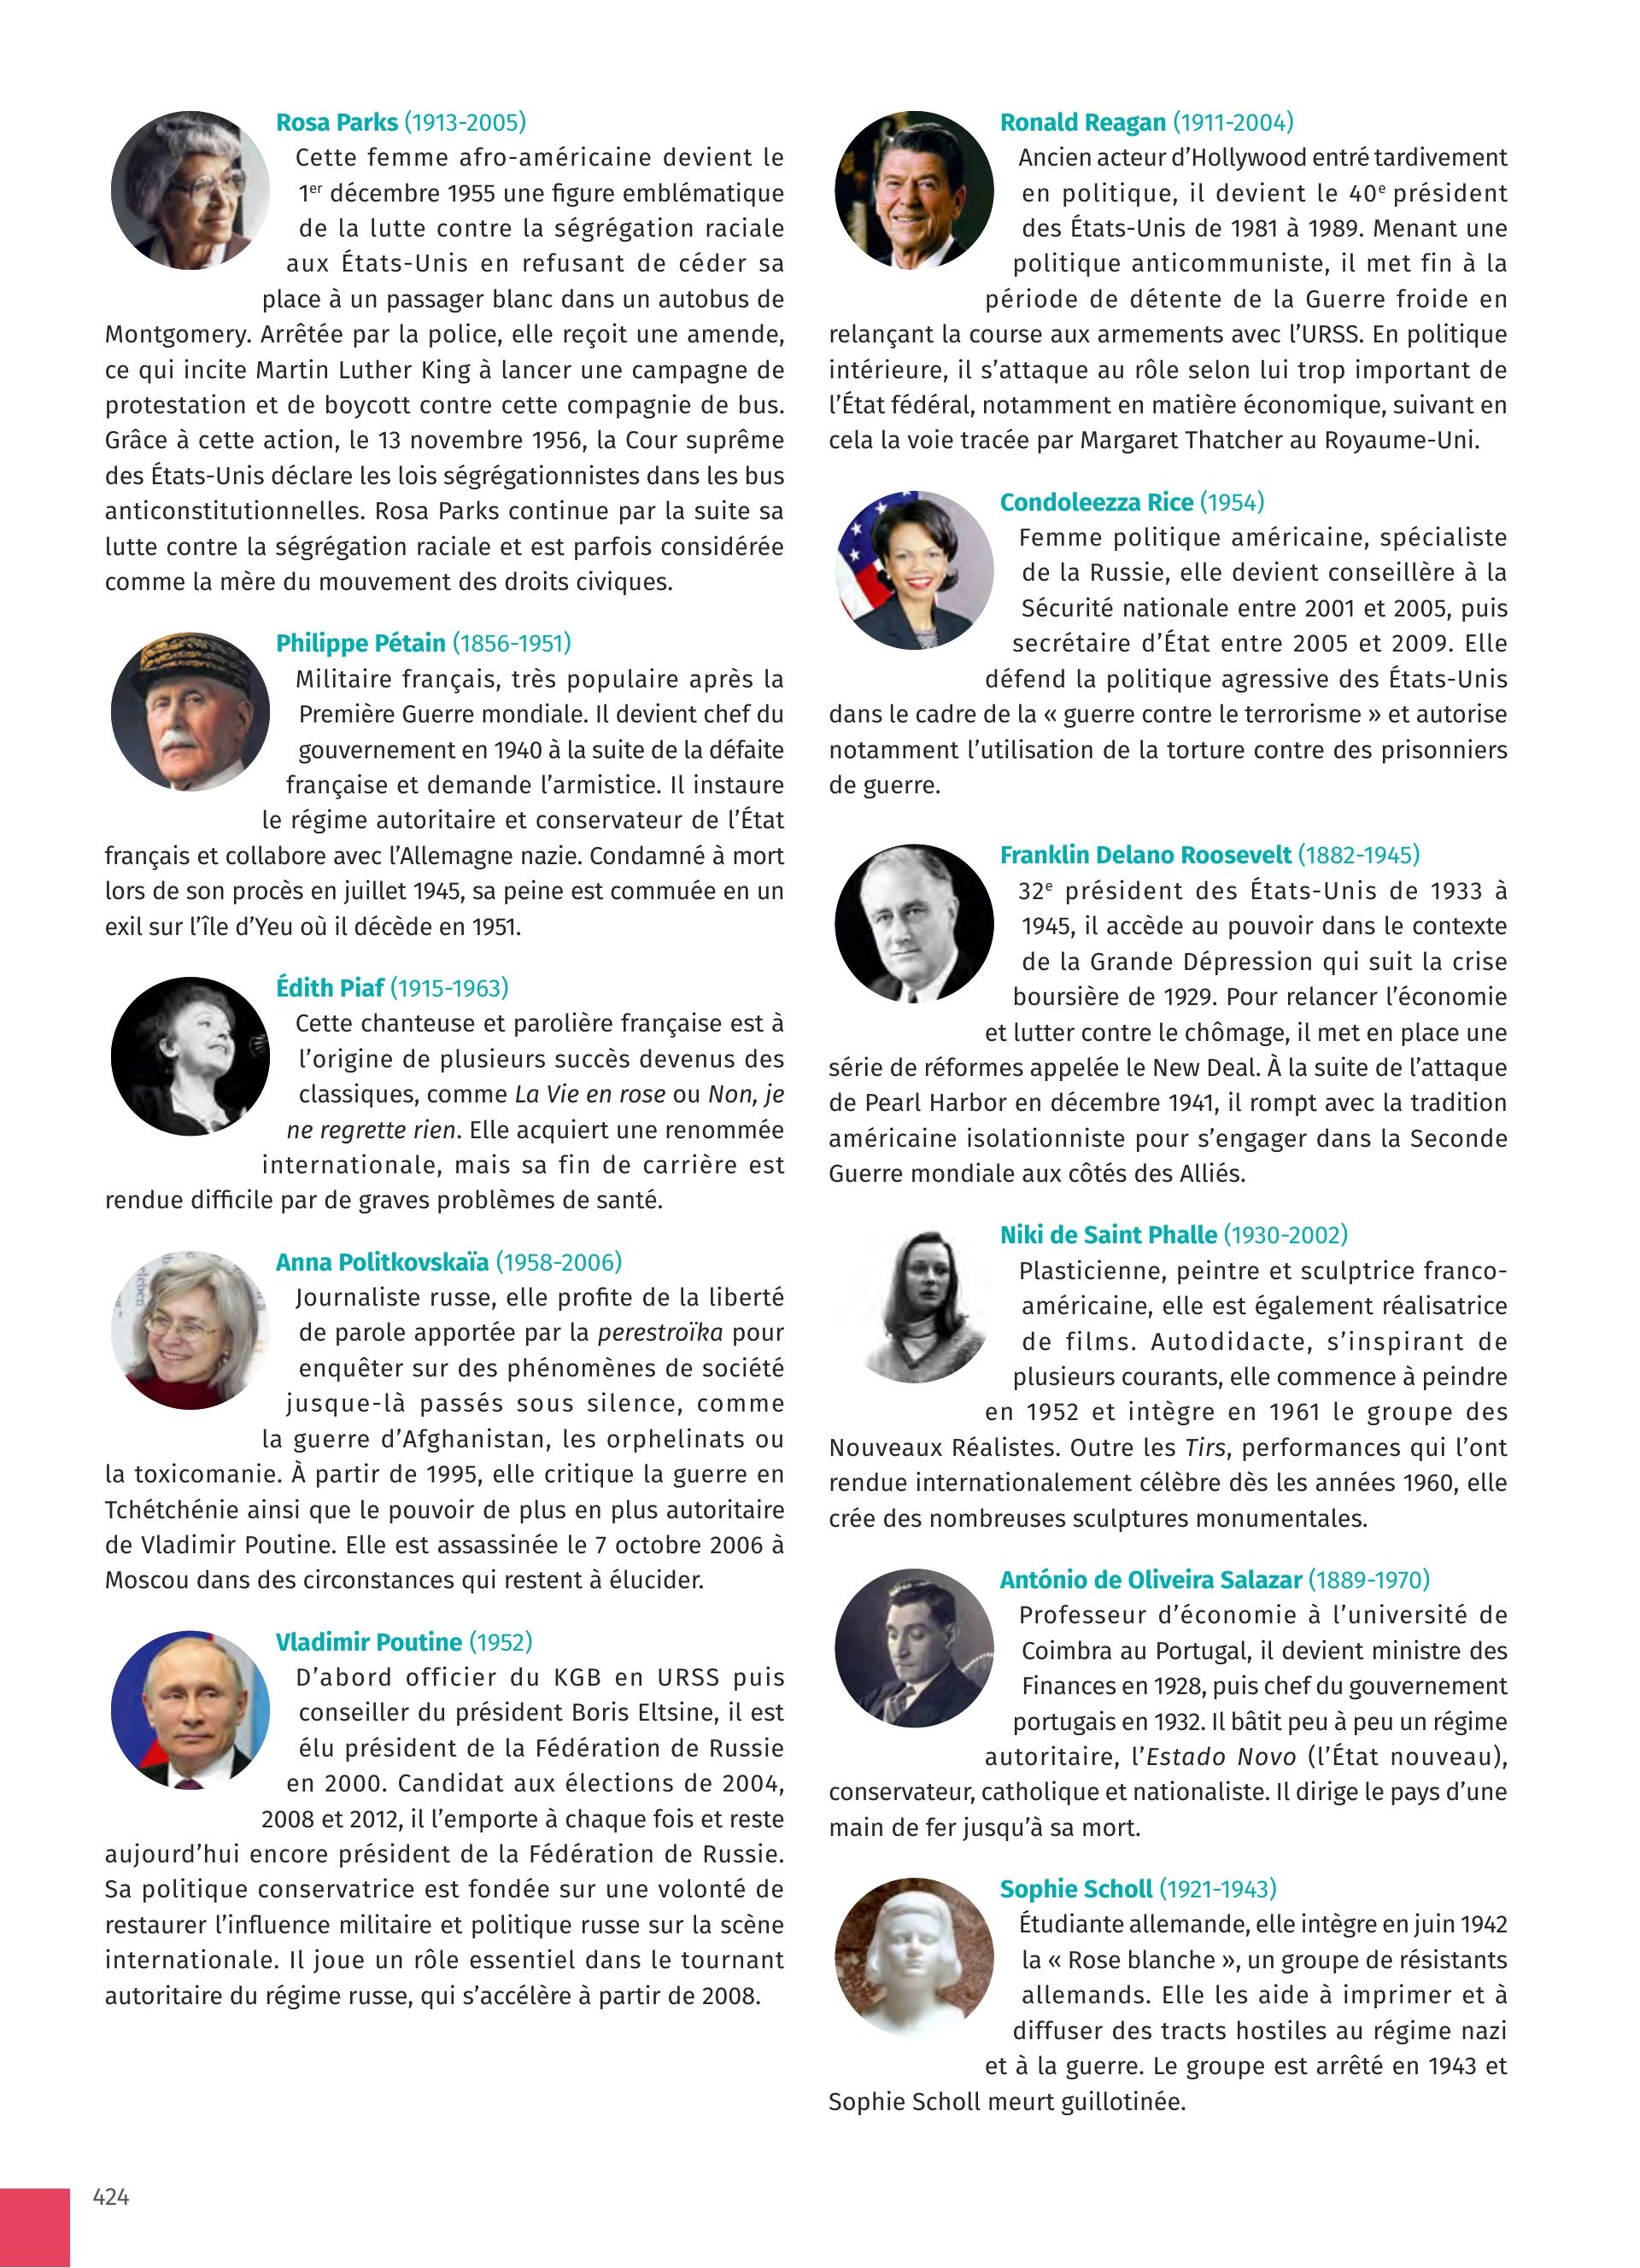 Rosa Parks (1913-2005)
Cette femme afro-américaine devient le
1er décembre 1955 une figure emblématique
de la lutte contre la ségrégation raciale
aux États-Unis en refusant de céder sa
place à un passager blanc dans un autobus de
Montgomery. Arrêtée par la police, elle reçoit une amende,
ce qui incite Martin Luther King à lancer une campagne de
protestation et de boycott contre cette compagnie de bus.
Grâce à cette action, le 13 novembre 1956, la Cour suprême
des États-Unis déclare les lois ségrégationnistes dans les bus
anticonstitutionnelles. Rosa Parks continue par la suite sa
lutte contre la ségrégation raciale et est parfois considérée
comme la mère du mouvement des droits civiques.
Philippe Pétain (1856-1951)
Militaire français, très populaire après la
Première Guerre mondiale. Il devient chef du
gouvernement en 1940 à la suite de la défaite
française et demande l’armistice. Il instaure
le régime autoritaire et conservateur de l’État
français et collabore avec l’Allemagne nazie. Condamné à mort
lors de son procès en juillet 1945, sa peine est commuée en un
exil sur l’île d’Yeu où il décède en 1951.
Édith Piaf (1915-1963)
Cette chanteuse et parolière française est à
l’origine de plusieurs succès devenus des
classiques, comme La Vie en rose ou Non, je
ne regrette rien. Elle acquiert une renommée
internationale, mais sa fin de carrière est
rendue difficile par de graves problèmes de santé.
Anna Politkovskaïa (1958-2006)
Journaliste russe, elle profite de la liberté
de parole apportée par la perestroïka pour
enquêter sur des phénomènes de société
jusque-là passés sous silence, comme
la guerre d’Afghanistan, les orphelinats ou
la toxicomanie. À partir de 1995, elle critique la guerre en
Tchétchénie ainsi que le pouvoir de plus en plus autoritaire
de Vladimir Poutine. Elle est assassinée le 7 octobre 2006 à
Moscou dans des circonstances qui restent à élucider.
Vladimir Poutine (1952)
D’abord officier du KGB en URSS puis
conseiller du président Boris Eltsine, il est
élu président de la Fédération de Russie
en 2000. Candidat aux élections de 2004,
2008 et 2012, il l’emporte à chaque fois et reste
aujourd’hui encore président de la Fédération de Russie.
Sa politique conservatrice est fondée sur une volonté de
restaurer l’influence militaire et politique russe sur la scène
internationale. Il joue un rôle essentiel dans le tournant
autoritaire du régime russe, qui s’accélère à partir de 2008.
Ronald Reagan (1911-2004)
Ancien acteur d’Hollywood entré tardivement
en politique, il devient le 40e président
des États-Unis de 1981 à 1989. Menant une
politique anticommuniste, il met fin à la
période de détente de la Guerre froide en
relançant la course aux armements avec l’URSS. En politique
intérieure, il s’attaque au rôle selon lui trop important de
l’État fédéral, notamment en matière économique, suivant en
cela la voie tracée par Margaret Thatcher au Royaume-Uni.
Condoleezza Rice (1954)
Femme politique américaine, spécialiste
de la Russie, elle devient conseillère à la
Sécurité nationale entre 2001 et 2005, puis
secrétaire d’État entre 2005 et 2009. Elle
défend la politique agressive des États-Unis
dans le cadre de la « guerre contre le terrorisme » et autorise
notamment l’utilisation de la torture contre des prisonniers
de guerre.
Franklin Delano Roosevelt (1882-1945)
32e président des États-Unis de 1933 à
1945, il accède au pouvoir dans le contexte
de la Grande Dépression qui suit la crise
boursière de 1929. Pour relancer l’économie
et lutter contre le chômage, il met en place une
série de réformes appelée le New Deal. À la suite de l’attaque
de Pearl Harbor en décembre 1941, il rompt avec la tradition
américaine isolationniste pour s’engager dans la Seconde
Guerre mondiale aux côtés des Alliés.
Niki de Saint Phalle (1930-2002)
Plasticienne, peintre et sculptrice franco-
américaine, elle est également réalisatrice
de films. Autodidacte, s’inspirant de
plusieurs courants, elle commence à peindre
en 1952 et intègre en 1961 le groupe des
Nouveaux Réalistes. Outre les Tirs, performances qui l’ont
rendue internationalement célèbre dès les années 1960, elle
crée des nombreuses sculptures monumentales.
António de Oliveira Salazar (1889-1970)
Professeur d’économie à l’université de
Coimbra au Portugal, il devient ministre des
Finances en 1928, puis chef du gouvernement
portugais en 1932. Il bâtit peu à peu un régime
autoritaire, l’Estado Novo (l’État nouveau),
conservateur, catholique et nationaliste. Il dirige le pays d’une
main de fer jusqu’à sa mort.
Sophie Scholl (1921-1943)
Étudiante allemande, elle intègre en juin 1942
la « Rose blanche », un groupe de résistants
allemands. Elle les aide à imprimer et à
diffuser des tracts hostiles au régime nazi
et à la guerre. Le groupe est arrêté en 1943 et
Sophie Scholl meurt guillotinée.
424